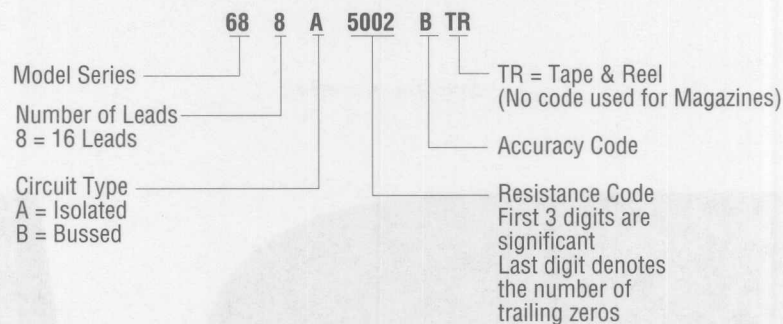 68 8 A 5002 B TR
Model Series
Number of Leads
8 = 16 Leads
Circuit Type
A = Isolated
B = Bussed
TR = Tape & Reel
(No code used for Magazines)
Accuracy Code
Resistance Code
First 3 digits are
significant
Last digit denotes
the number of
trailing zeros